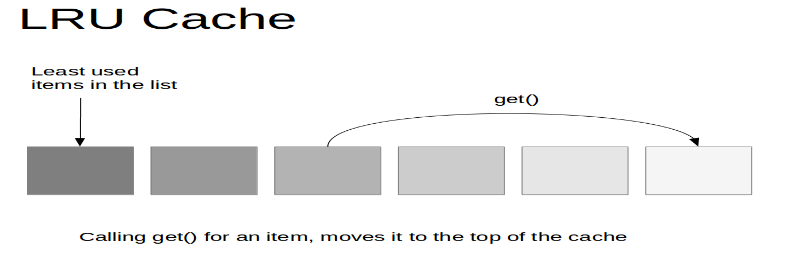 LRU Cache
Least used
items in the list
get()
Calling get() for an item, moves it to the top of the cache